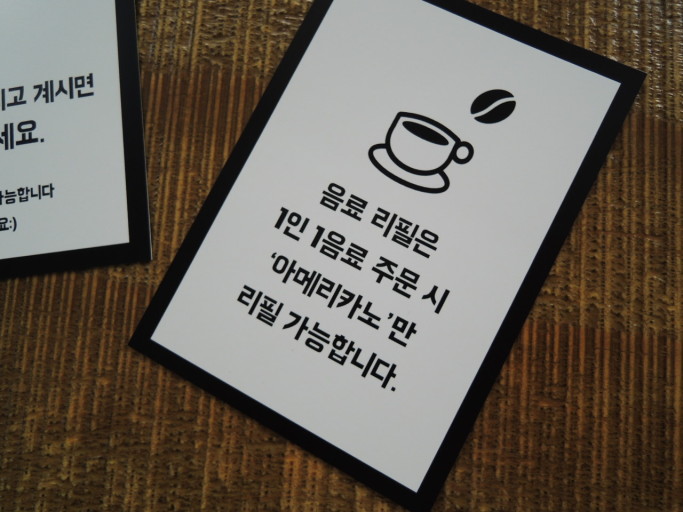 계시면
세요.
가능합니다
요:)
음료 리필은
1인 1음료 주문 시
'아메리카노'만
리필 가능합니다.